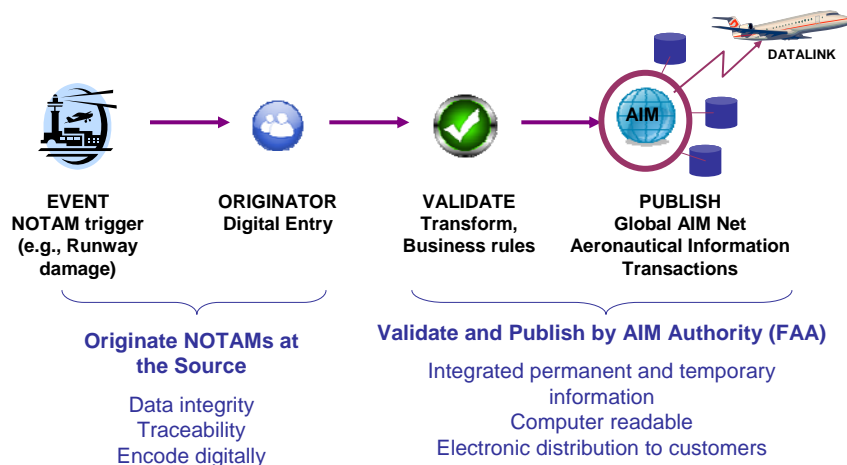 DATALINK
AIM
EVENT
NOTAM trigger
(e.g., Runway
damage)
ORIGINATOR
Digital Entry
VALIDATE
Transform,
Business rules
PUBLISH
Global AIM Net
Aeronautical Information
Transactions
Originate NOTAMs at
the Source
Data integrity
Traceability
Encode digitally
Validate and Publish by AIM Authority (FAA)
Integrated permanent and temporary
information
Computer readable
Electronic distribution to customers